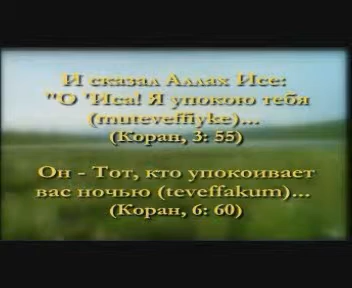 И сказал Аллах Исе:
"О 'Иса! Я упокою тебя
(muteveffiyke)...
(Коран, 3: 55)
Он - Тот, кто упокоивает
вас ночью (teveffakum)...
(Коран, 6: 60)